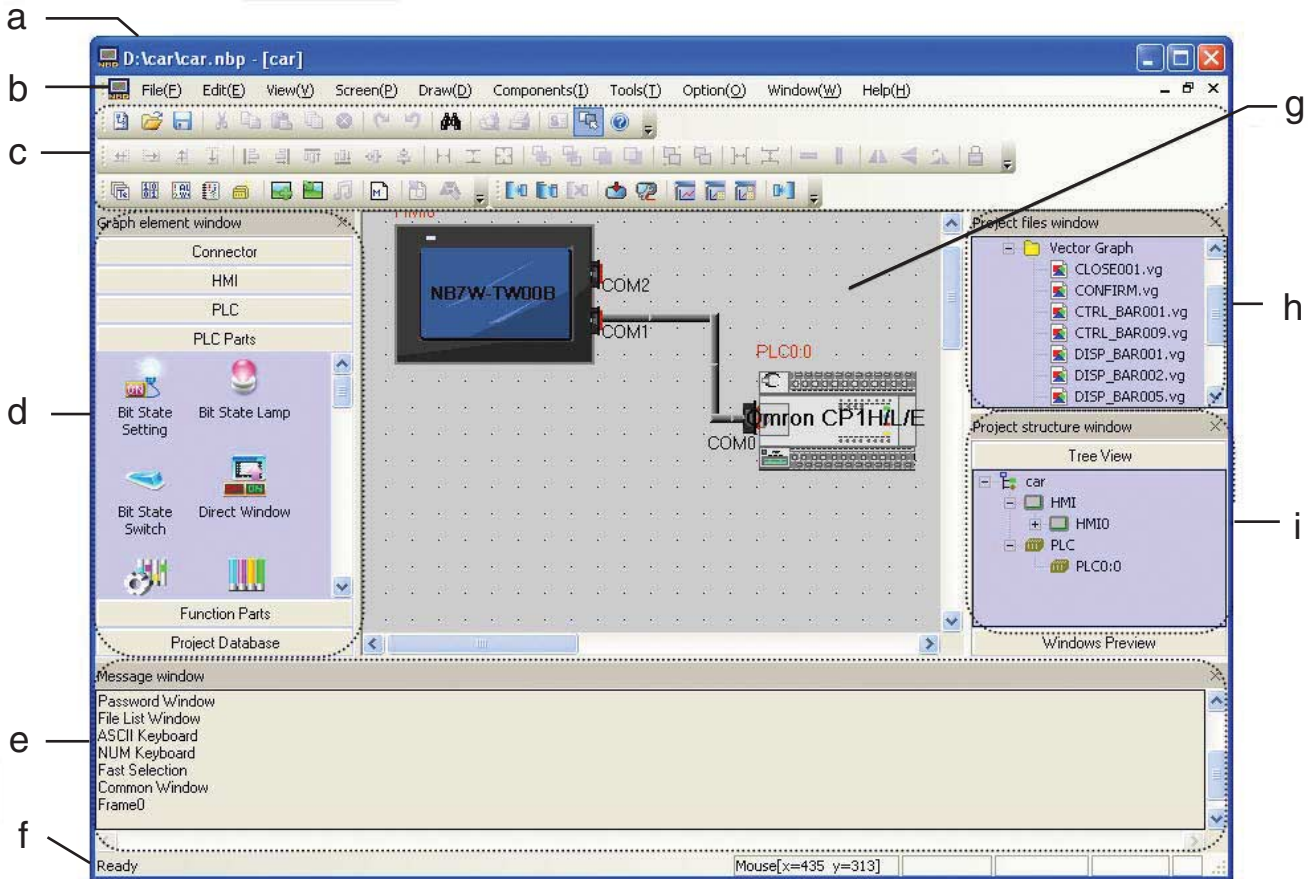 a
D:\car\car.nbp - [car]
b
File(F) Edit(E) View(V) Screen(P) Draw(D) Components(I) Tools(T) Option(O) Window(W) Help(H)
g
c
Graph element window
Connector
HMI
PLC
PLC Parts
Bit State Setting
Bit State Lamp
Bit State Switch
Direct Window
Function Parts
Project Database
d
HMI0
NB7W-TW00B
COM2
COM1
PLC0:0
Omron CP1H/L/E
COM0
Project files window
Vector Graph
CLOSE001.vg
CONFIRM.vg
CTRL_BAR001.vg
CTRL_BAR009.vg
DISP_BAR001.vg
DISP_BAR002.vg
DISP_BAR005.vg
h
Project structure window
Tree View
car
HMI
HMI0
PLC
PLC0:0
Windows Preview
i
Message window
Password Window
File List Window
ASCII Keyboard
NUM Keyboard
Fast Selection
Common Window
Frame0
e
f
Ready
Mouse[x=435 y=313]